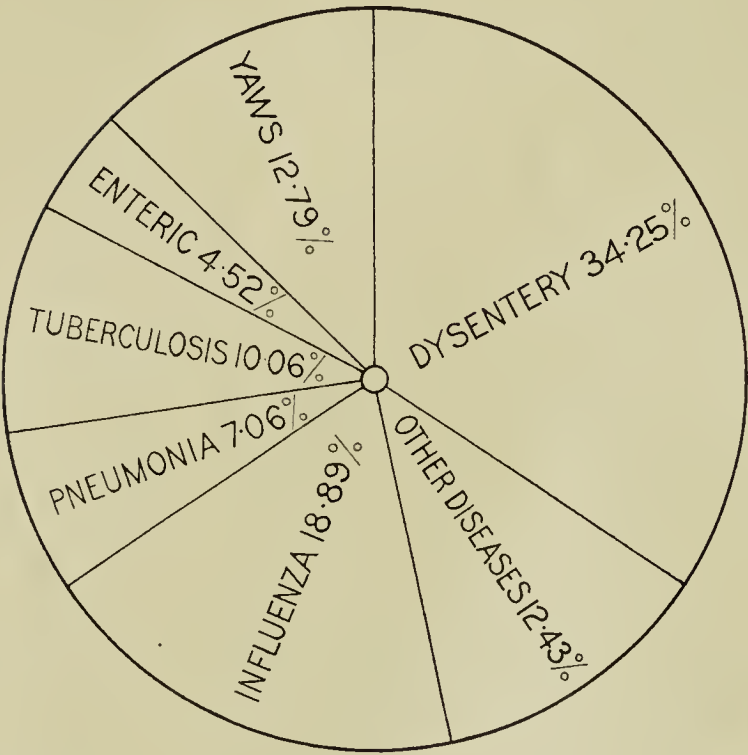 YAWS 12·79%
ENTERIC 4·52%
TUBERCULOSIS 10·06%
PNEUMONIA 7·06%
INFLUENZA 18·89%
OTHER DISEASES 12·43%
DYSENTERY 34·25%